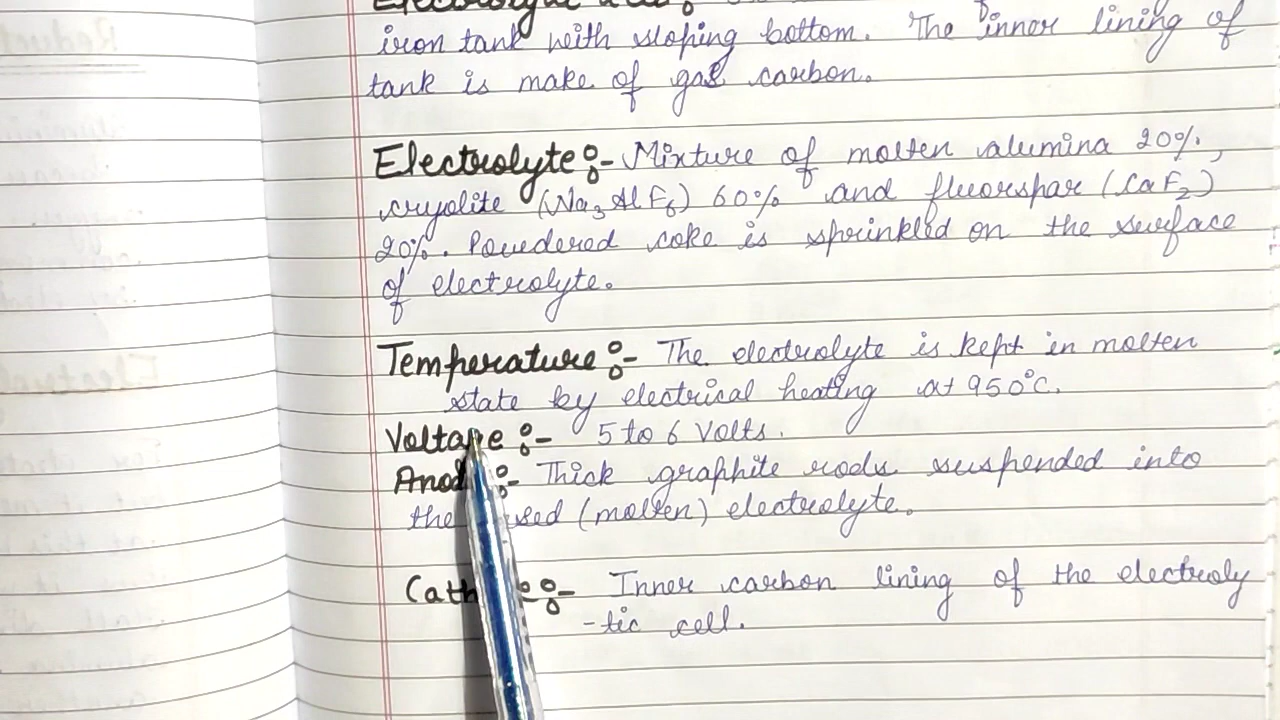 iron tank with sloping bottom. The inner lining of
tank is make of gas carbon.
Electrolyte :- Mixture of molten alumina 20%,
cryolite (Na3AlF6) 60% and fluorspar (CaF2)
20%. Powdered coke is sprinkled on the surface
of electrolyte.
Temperature :- The electrolyte is kept in molten
state by electrical heating at 950°C.
Voltage :- 5 to 6 Volts.
:- Thick graphite rods suspended into
the (molten) electrolyte.
:- Inner carbon lining of the electroly
-tic cell.